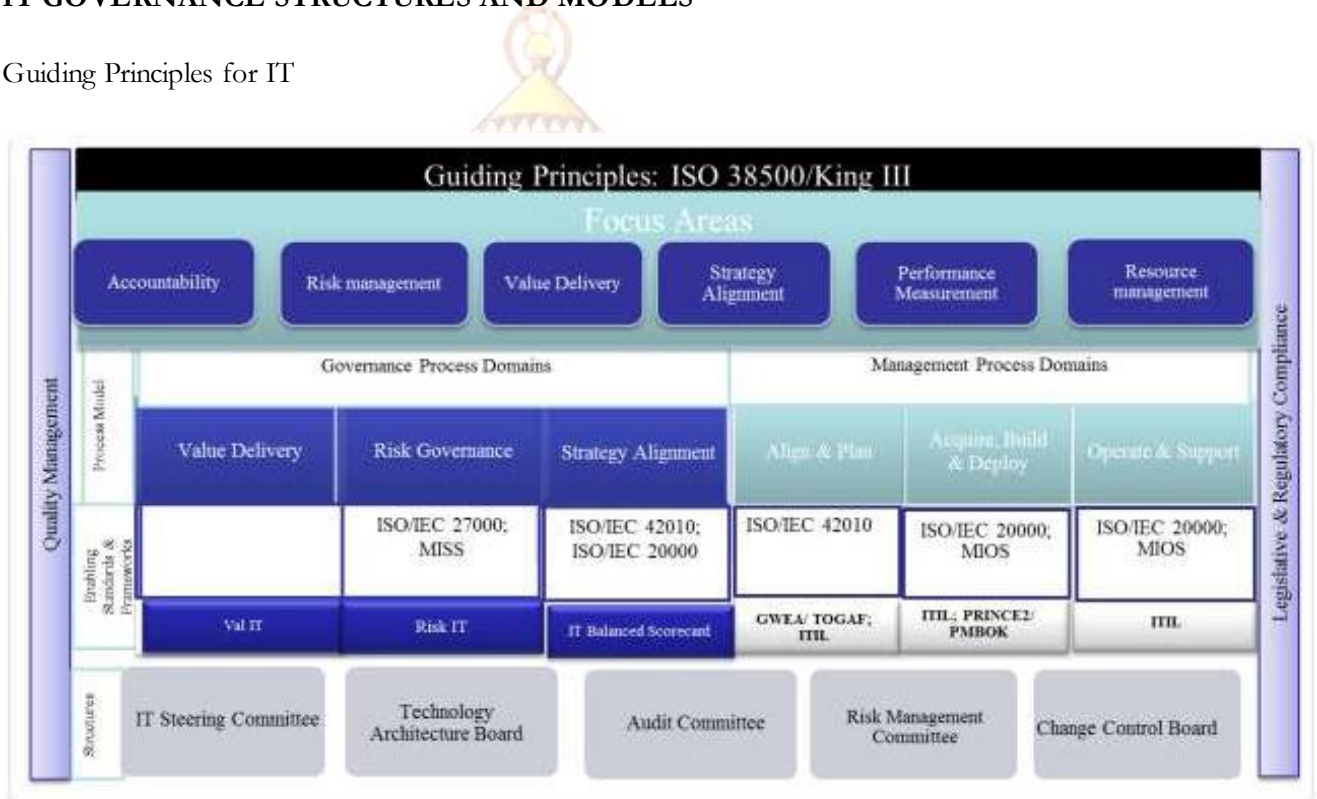 IT GOVERNANCE STRUCTURES AND MODELS
Guiding Principles for IT
Guiding Principles: ISO 38500/King III
Focus Areas
Accountability
Risk management
Value Delivery
Strategy
Alignment
Performance
Measurement
Resource
management
Quality Management
Legislative & Regulatory Compliance
Process Model
Governance Process Domains
Management Process Domains
Value Delivery
Risk Governance
Strategy Alignment
Align & Plan
Acquire, Build
& Deploy
Operate & Support
Enabling
Standards &
Frameworks
ISO/IEC 27000;
MISS
ISO/IEC 42010;
ISO/IEC 20000
ISO/IEC 42010
ISO/IEC 20000;
MIOS
ISO/IEC 20000;
MIOS
Val IT
Risk IT
IT Balanced Scorecard
GWEA/ TOGAF;
ITIL
ITIL; PRINCE2/
PMBOK
ITIL
Structures
IT Steering Committee
Technology
Architecture Board
Audit Committee
Risk Management
Committee
Change Control Board